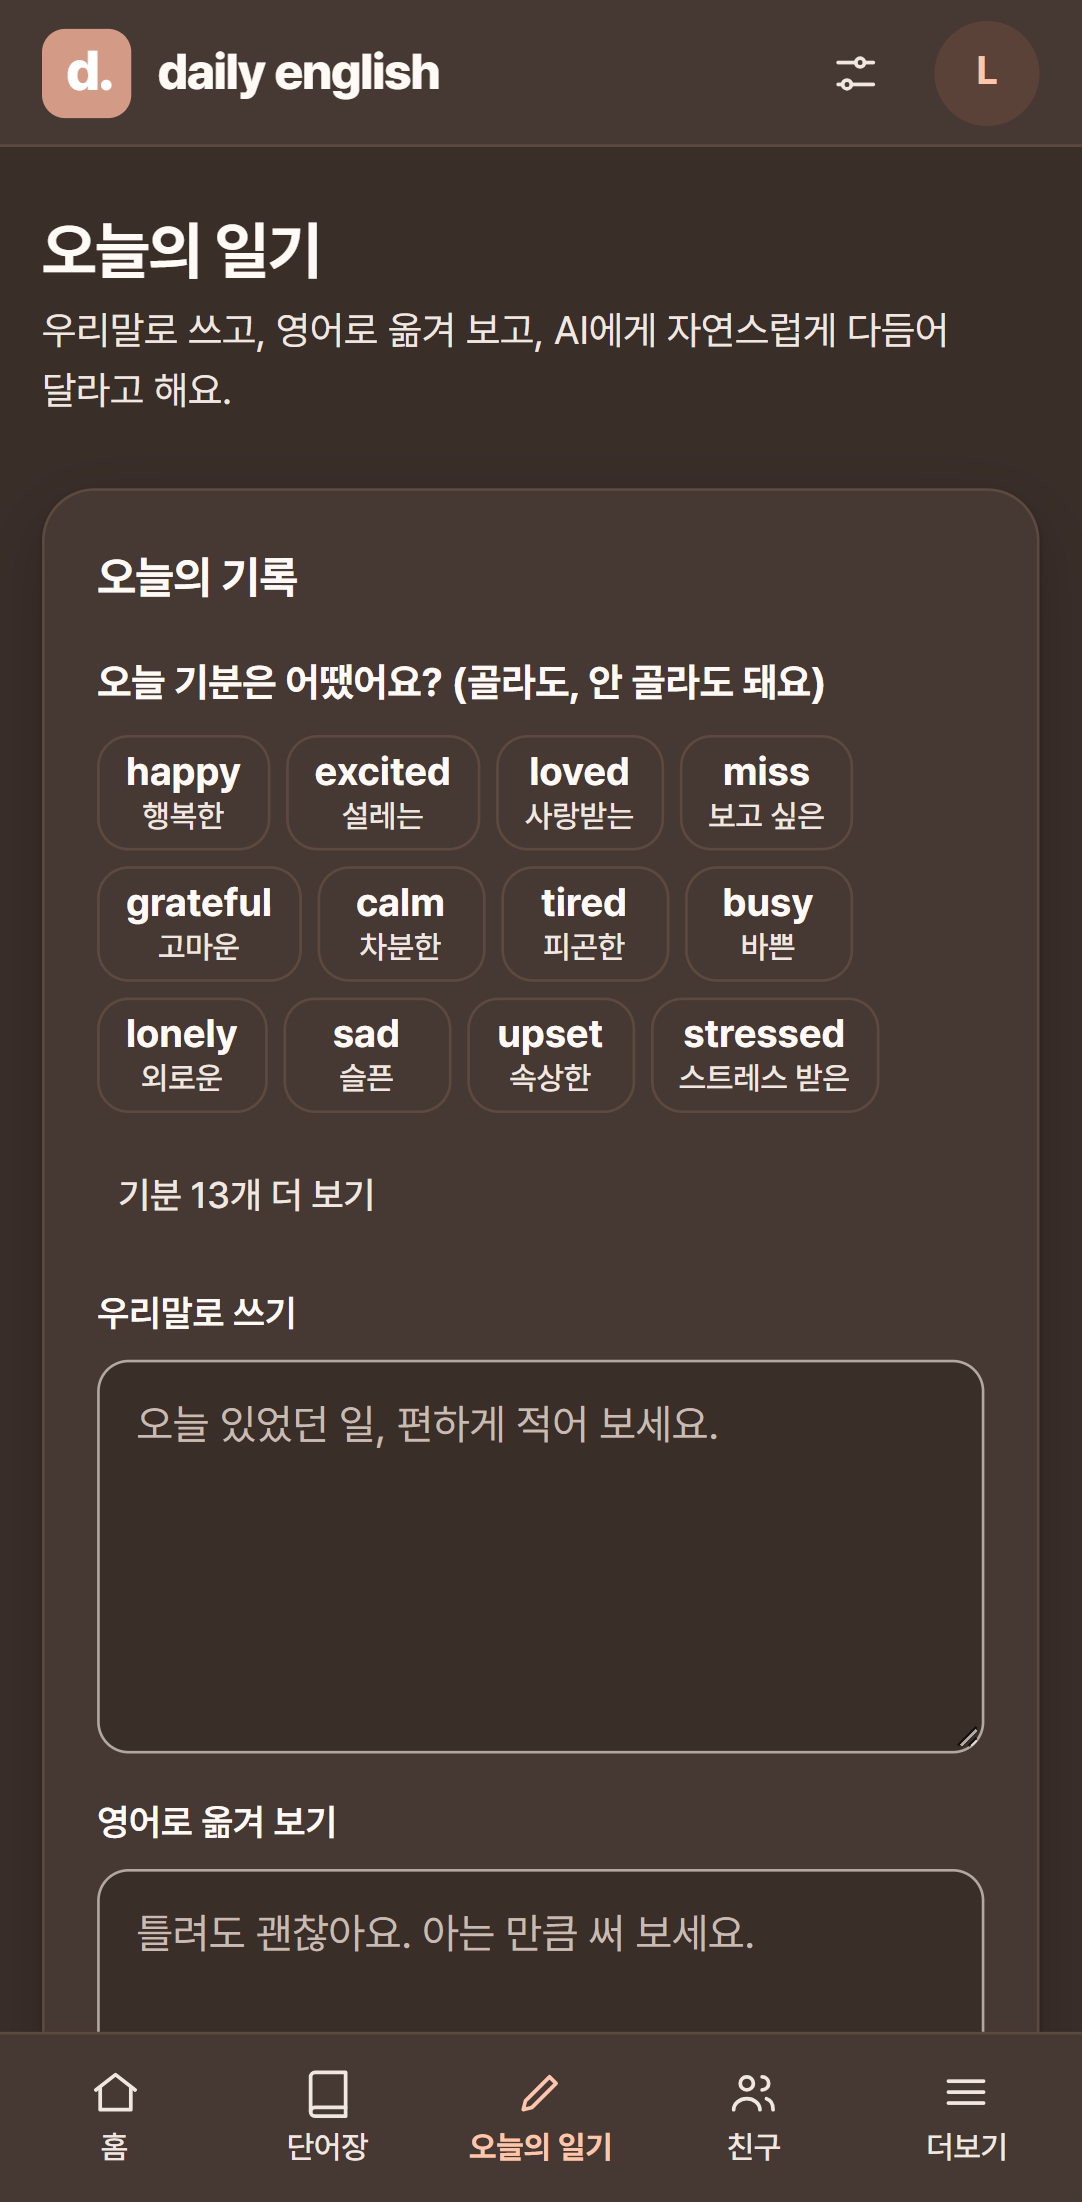 d. daily english
L
오늘의 일기
우리말로 쓰고, 영어로 옮겨 보고, AI에게 자연스럽게 다듬어
달라고 해요.
오늘의 기록
오늘 기분은 어땠어요? (골라도, 안 골라도 돼요)
happy excited loved miss
행복한 설레는 사랑받는 보고 싶은
grateful calm tired busy
고마운 차분한 피곤한 바쁜
lonely sad upset stressed
외로운 슬픈 속상한 스트레스 받은
기분 13개 더 보기
우리말로 쓰기
오늘 있었던 일, 편하게 적어 보세요.
영어로 옮겨 보기
틀려도 괜찮아요. 아는 만큼 써 보세요.
홈 단어장 오늘의 일기 친구 더보기